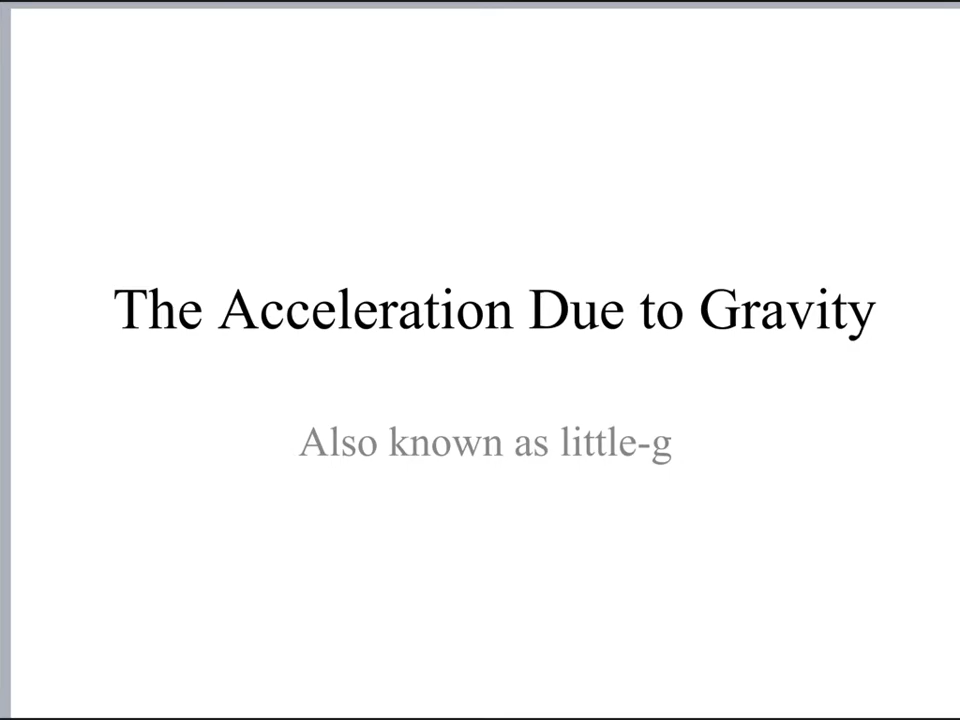 The Acceleration Due to Gravity
Also known as little-g